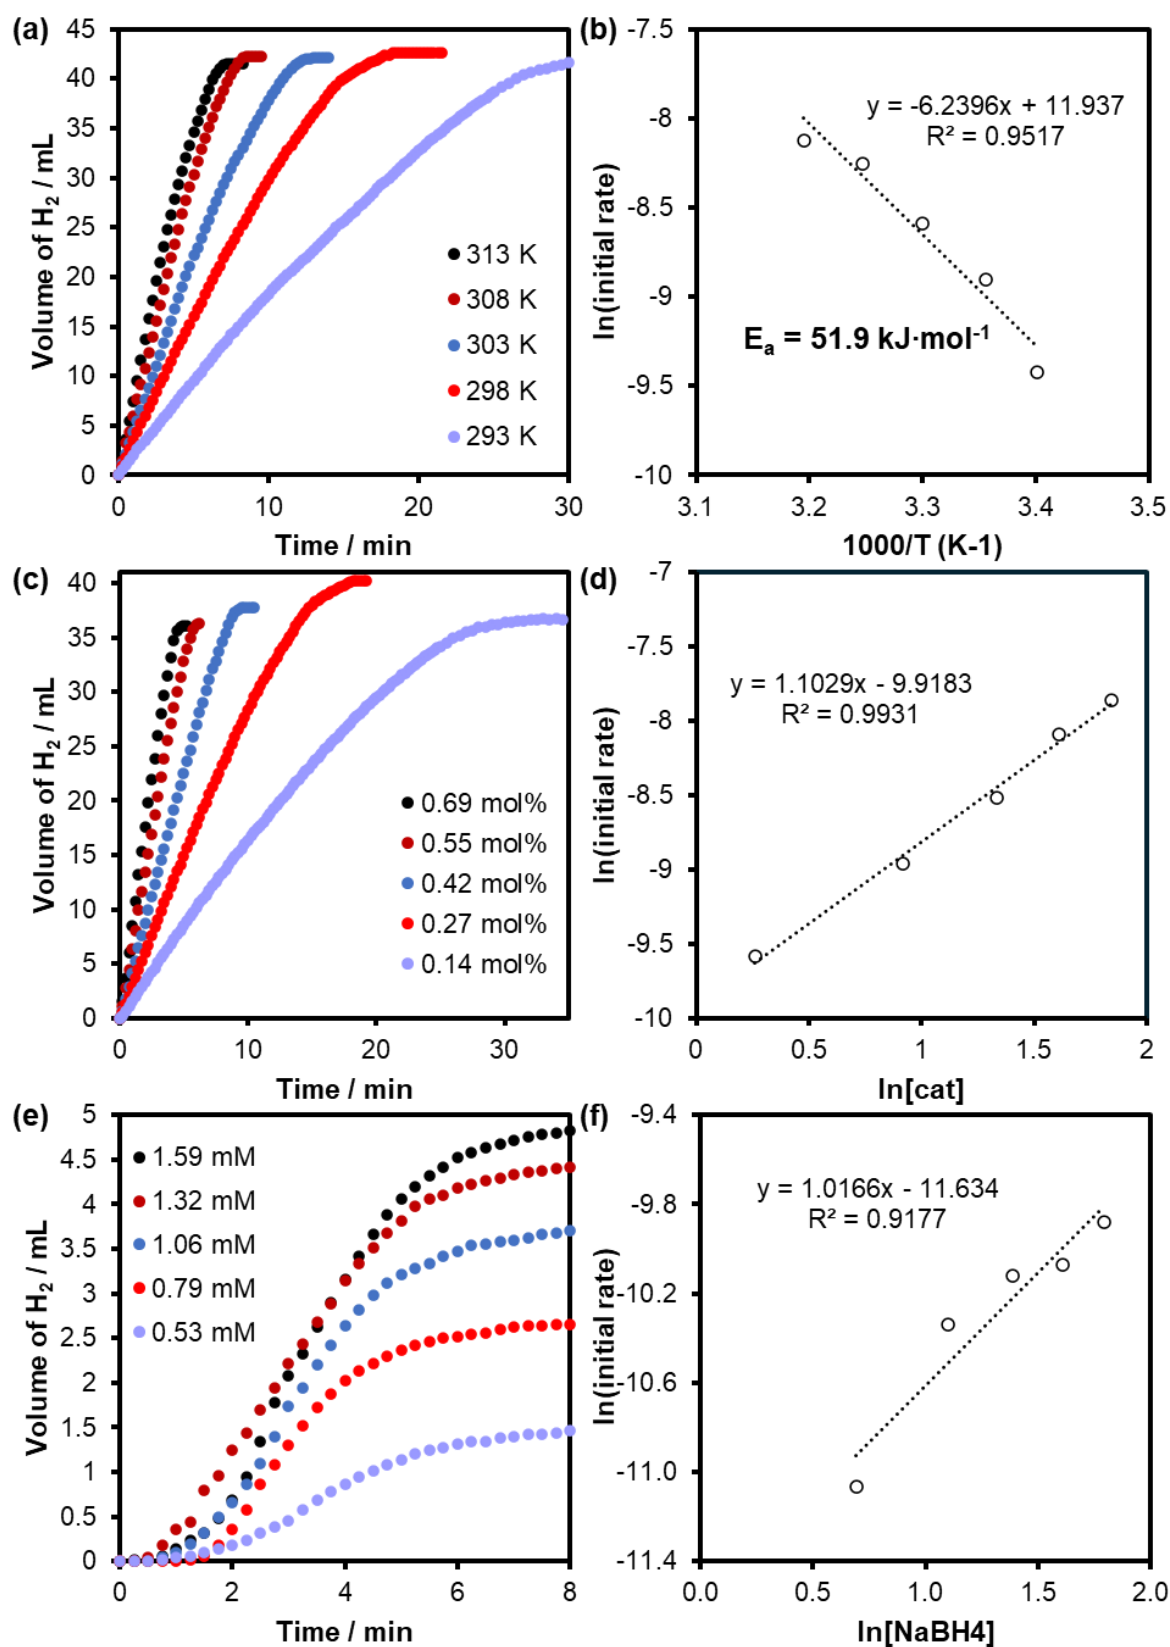 (a)
45
40
35
30
25
20
15
10
5
0
Volume of H2 / mL
313 K
308 K
303 K
298 K
293 K
0
10
20
30
Time / min
(b)
-7.5
-8
-8.5
-9
-9.5
-10
ln(initial rate)
y = -6.2396x + 11.937
R² = 0.9517
Ea = 51.9 kJ·mol-1
3.1
3.2
3.3
3.4
3.5
1000/T (K-1)
(c)
40
35
30
25
20
15
10
5
0
Volume of H2 / mL
0.69 mol%
0.55 mol%
0.42 mol%
0.27 mol%
0.14 mol%
0
10
20
30
Time / min
(d)
-7
-7.5
-8
-8.5
-9
-9.5
-10
ln(initial rate)
y = 1.1029x - 9.9183
R² = 0.9931
0
0.5
1
1.5
2
ln[cat]
(e)
5
4.5
4
3.5
3
2.5
2
1.5
1
0.5
0
Volume of H2 / mL
1.59 mM
1.32 mM
1.06 mM
0.79 mM
0.53 mM
0
2
4
6
8
Time / min
(f)
-9.4
-9.8
-10.2
-10.6
-11.0
-11.4
ln(initial rate)
y = 1.0166x - 11.634
R² = 0.9177
0.0
0.5
1.0
1.5
2.0
ln[NaBH4]